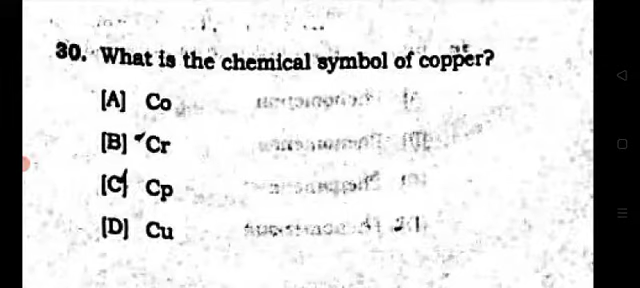 30. What is the chemical symbol of copper?
[A] Co
[B] Cr
[C] Cp
[D] Cu